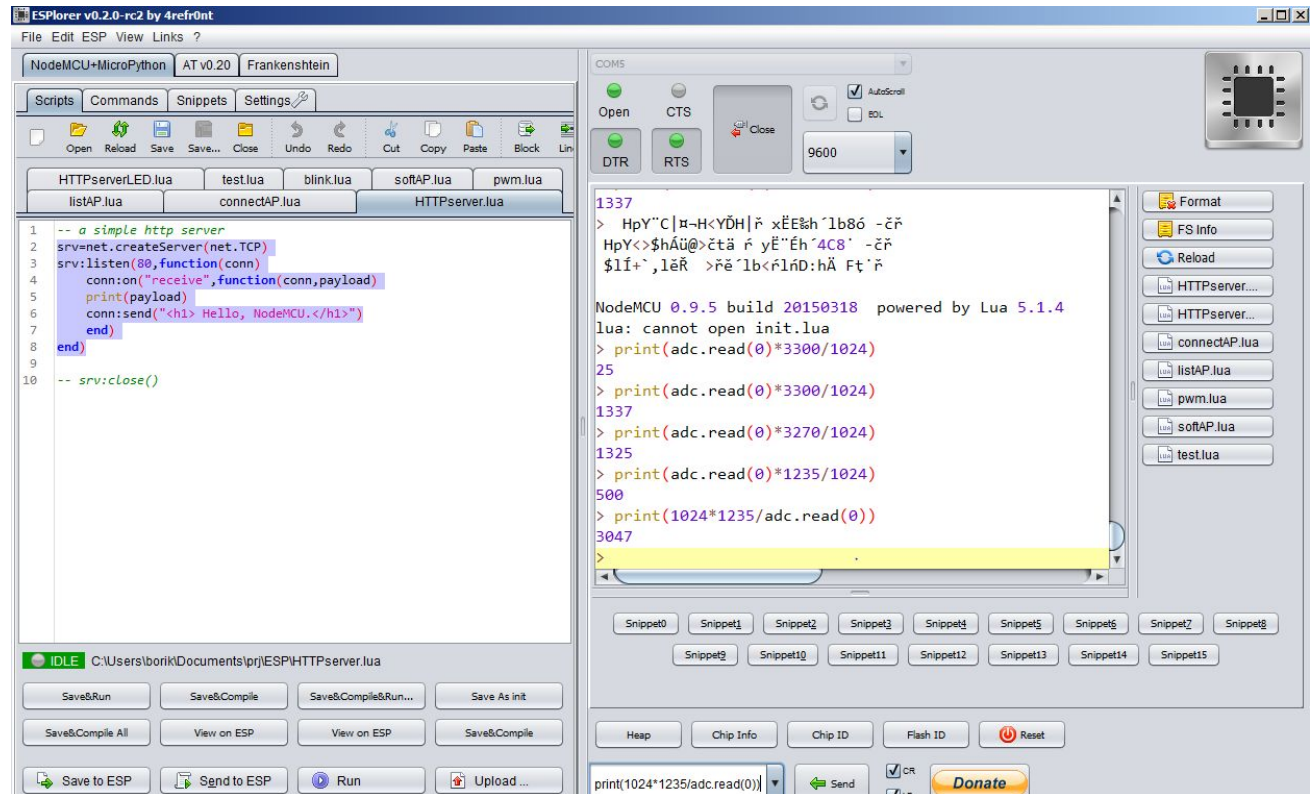 ESPlorer v0.2.0-rc2 by 4refr0nt
File Edit ESP View Links ?
NodeMCU+MicroPython AT v0.20 Frankenshtein
Scripts Commands Snippets Settings
Open Reload Save Save... Close Undo Redo Cut Copy Paste Block Lin
HTTPserverLED.lua test.lua blink.lua softAP.lua pwm.lua
listAP.lua connectAP.lua HTTPserver.lua
1 -- a simple http server
2 srv=net.createServer(net.TCP)
3 srv:listen(80,function(conn)
4 conn:on("receive",function(conn,payload)
5 print(payload)
6 conn:send("<h1> Hello, NodeMCU.</h1>")
7 end)
8 end)
9
10 -- srv:close()
IDLE C:\Users\borik\Documents\prj\ESP\HTTPserver.lua
Save&Run Save&Compile Save&Compile&Run... Save As init
Save&Compile All View on ESP View on ESP Save&Compile
Save to ESP Send to ESP Run Upload ...
COM5
Open CTS Close AutoScroll
EOL
DTR RTS 9600
1337
>
NodeMCU 0.9.5 build 20150318 powered by Lua 5.1.4
lua: cannot open init.lua
> print(adc.read(0)*3300/1024)
25
> print(adc.read(0)*3300/1024)
1337
> print(adc.read(0)*3270/1024)
1325
> print(adc.read(0)*1235/1024)
500
> print(1024*1235/adc.read(0))
3047
>
Format
FS Info
Reload
HTTPserver....
HTTPserver...
connectAP.lua
listAP.lua
pwm.lua
softAP.lua
test.lua
Snippet0 Snippet1 Snippet2 Snippet3 Snippet4 Snippet5 Snippet6 Snippet7 Snippet8
Snippet9 Snippet10 Snippet11 Snippet12 Snippet13 Snippet14 Snippet15
Heap Chip Info Chip ID Flash ID Reset
print(1024*1235/adc.read(0)) Send CR Donate